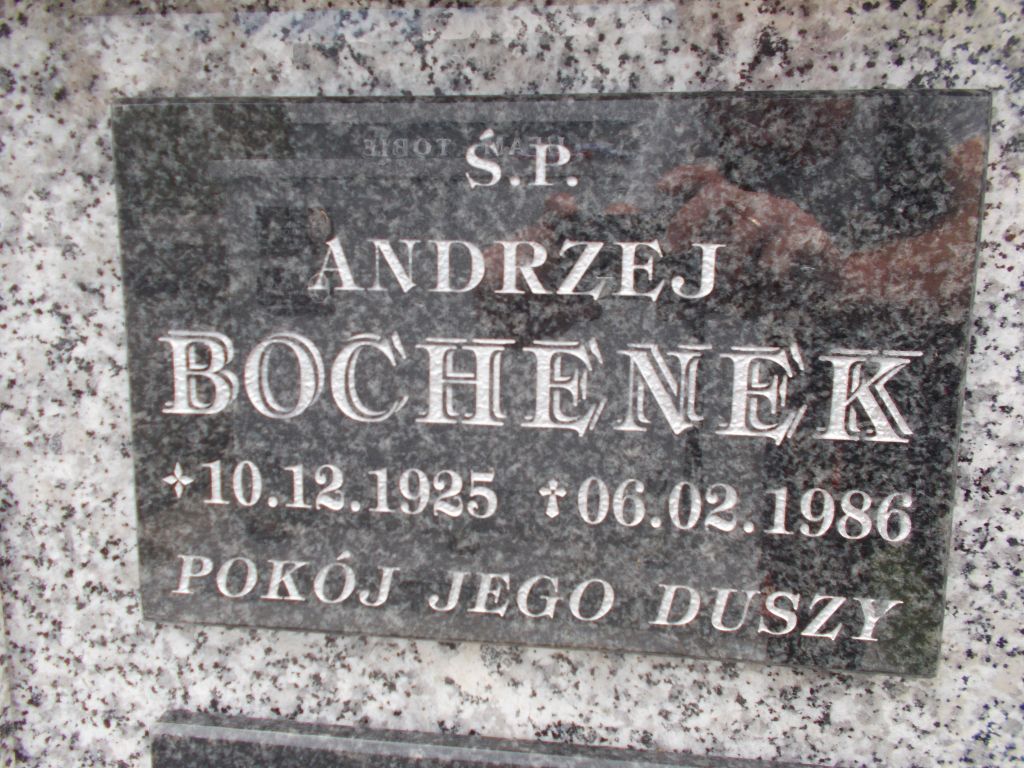 Ś.P.
ANDRZEJ
BOCHENEK
10.12.1925 †06.02.1986
POKÓJ JEGO DUSZY